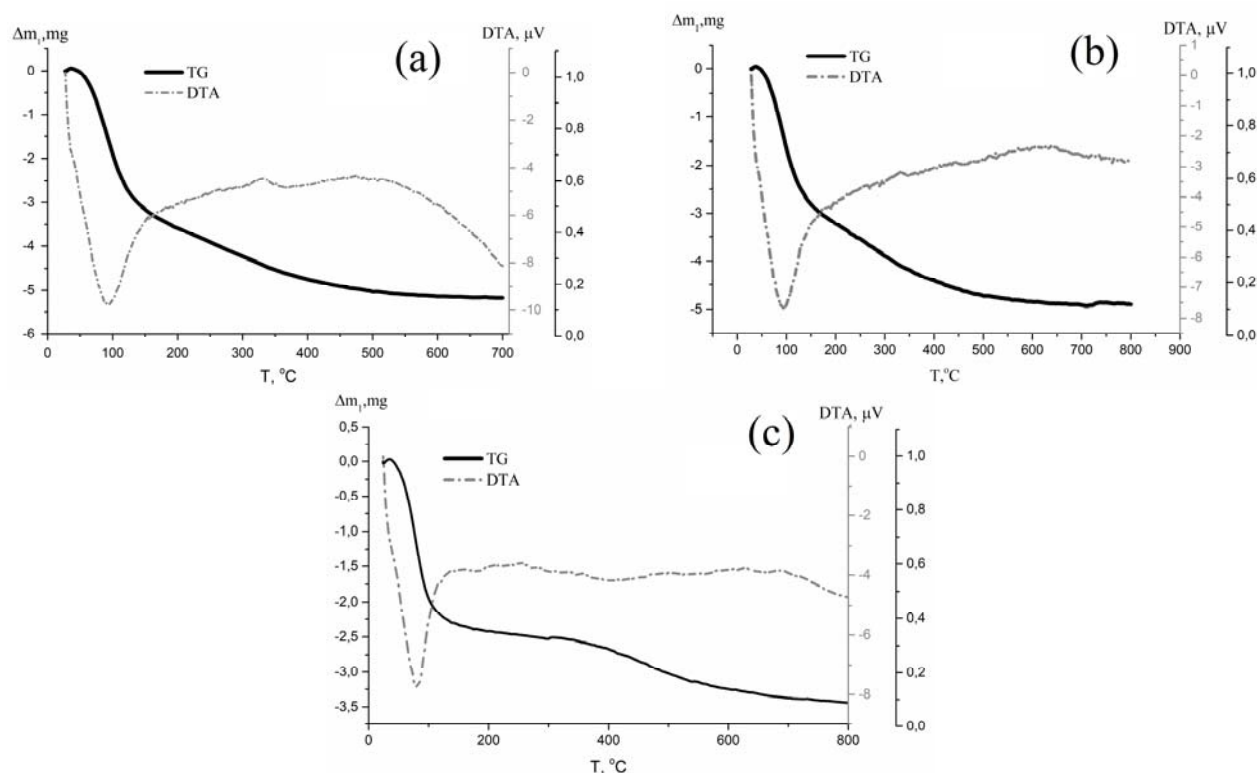 Δm₁,mg
DTA, µV
(a)
TG
DTA
0
-1
-2
-3
-4
-5
-6
0
-2
-4
-6
-8
-10
1,0
0,8
0,6
0,4
0,2
0,0
0 100 200 300 400 500 600 700
T, °C
Δm₁,mg
DTA, µV
(b)
TG
DTA
0
-1
-2
-3
-4
-5
1
0
-1
-2
-3
-4
-5
-6
-7
-8
1,0
0,8
0,6
0,4
0,2
0,0
0 100 200 300 400 500 600 700 800 900
T,°C
Δm₁,mg
DTA, µV
(c)
TG
DTA
0,5
0,0
-0,5
-1,0
-1,5
-2,0
-2,5
-3,0
-3,5
0
-2
-4
-6
-8
1,0
0,8
0,6
0,4
0,2
0,0
0 200 400 600 800
T, °C